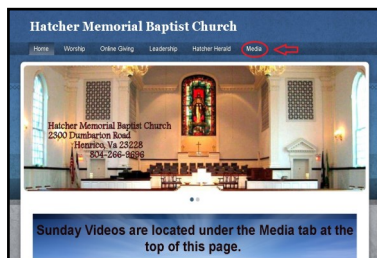 Hatcher Memorial Baptist Church
Home Worship Online Giving Leadership Hatcher Herald Media
Hatcher Memorial Baptist Church
2300 Dumbarton Road
Henrico, Va 23228
804-266-9696
Sunday Videos are located under the Media tab at the
top of this page.